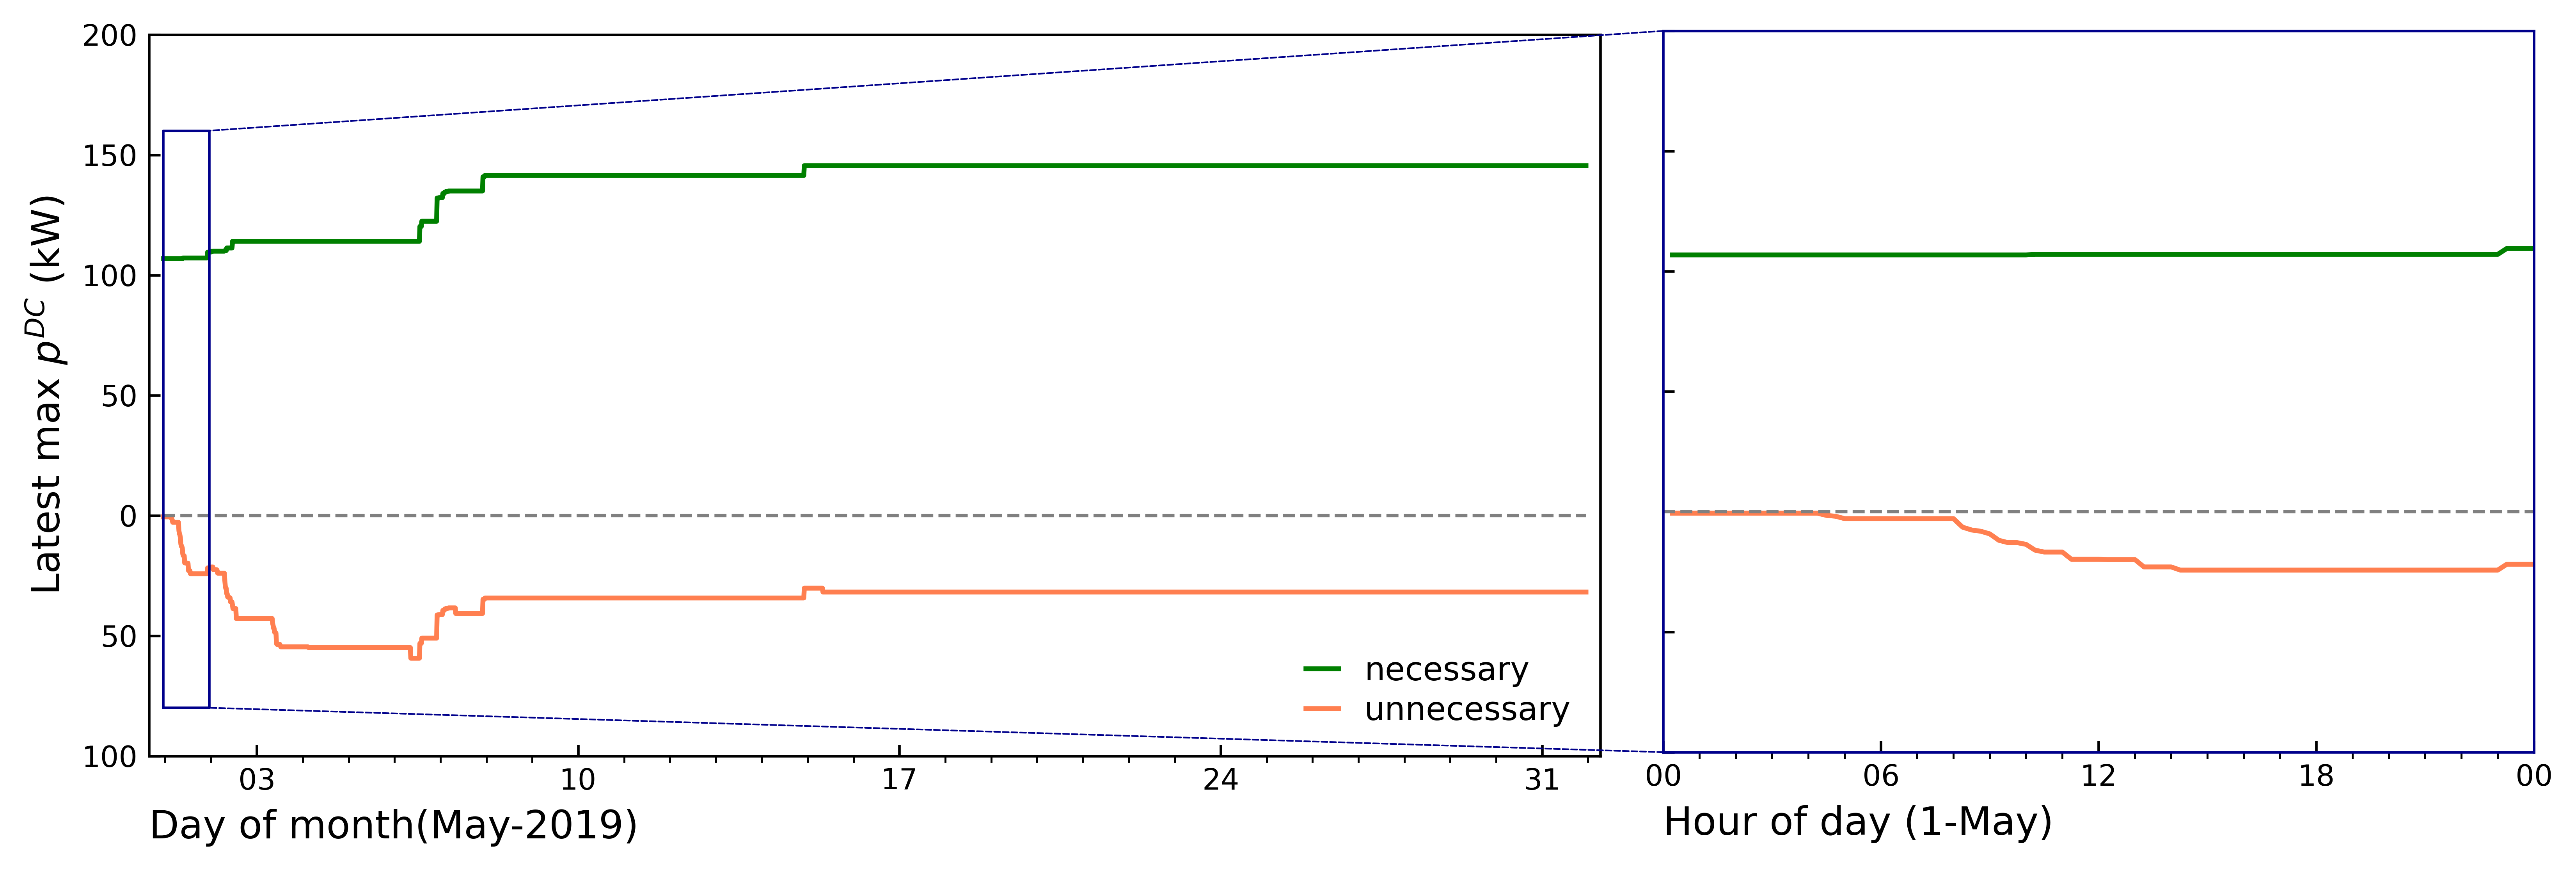 Latest max p^DC (kW)
200
150
100
50
0
50
100
03 10 17 24 31
Day of month(May-2019)
necessary
unnecessary
00 06 12 18 00
Hour of day (1-May)